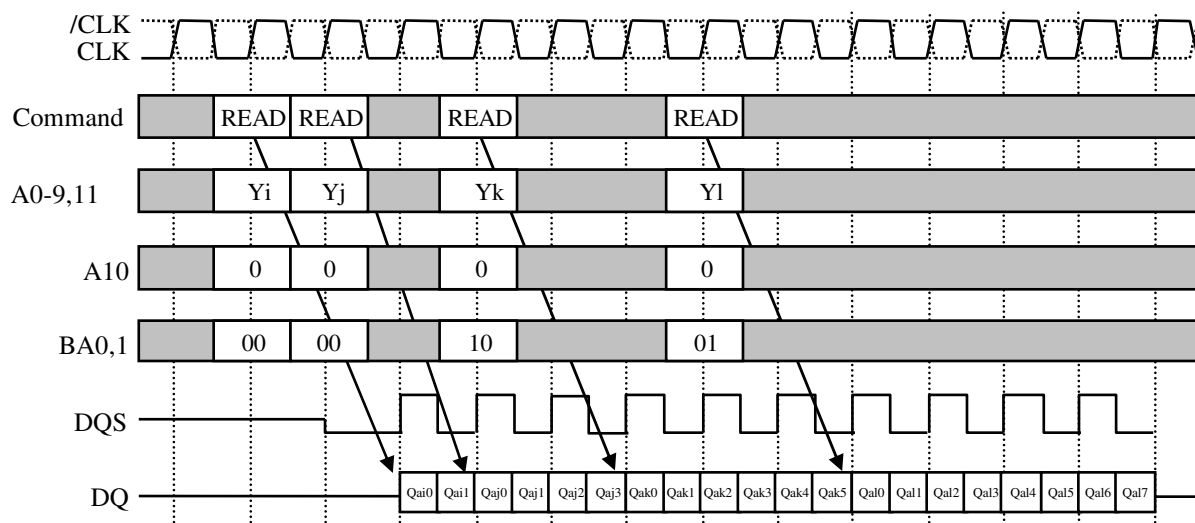 /CLK
CLK
Command READ READ READ READ
A0-9,11 Yi Yj Yk Yl
A10 0 0 0 0
BA0,1 00 00 10 01
DQS
DQ Qai0 Qai1 Qaj0 Qaj1 Qaj2 Qaj3 Qak0 Qak1 Qak2 Qak3 Qak4 Qak5 Qal0 Qal1 Qal2 Qal3 Qal4 Qal5 Qal6 Qal7